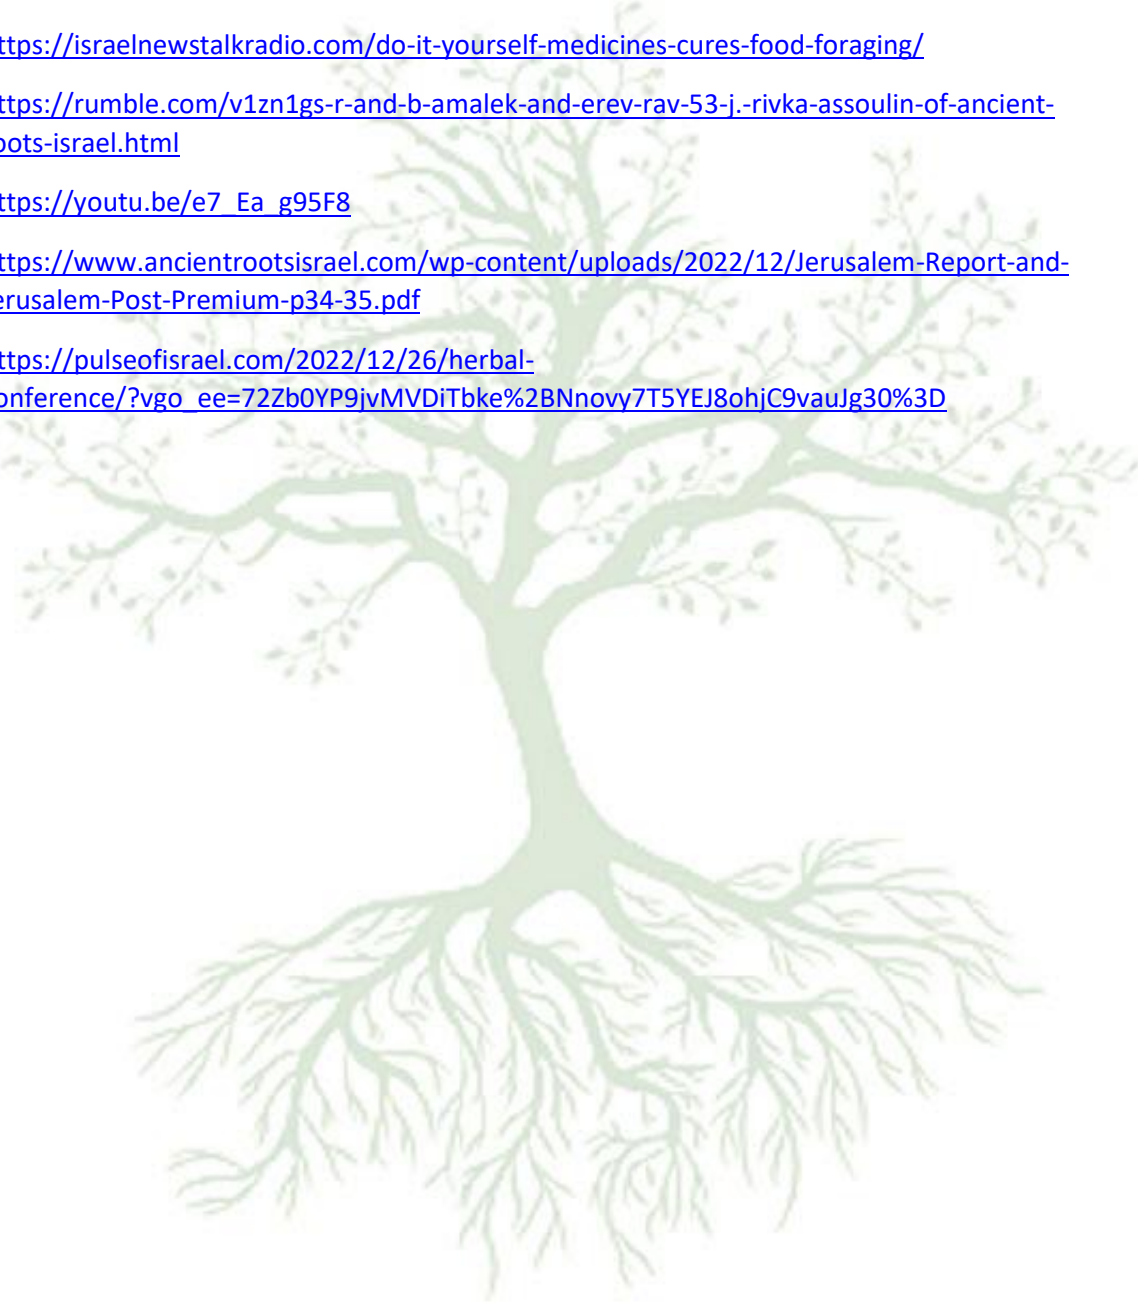 ttps://israelnewstalkradio.com/do-it-yourself-medicines-cures-food-foraging/
ttps://rumble.com/v1zn1gs-r-and-b-amalek-and-erev-rav-53-j.-rivka-assoulin-of-ancient-
oots-israel.html
ttps://youtu.be/e7_Ea_g95F8
ttps://www.ancientrootsisrael.com/wp-content/uploads/2022/12/Jerusalem-Report-and-
erusalem-Post-Premium-p34-35.pdf
ttps://pulseofisrael.com/2022/12/26/herbal-
onference/?vgo_ee=72Zb0YP9jvMVDiTbke%2BNnovy7T5YEJ8ohjC9vauJg30%3D